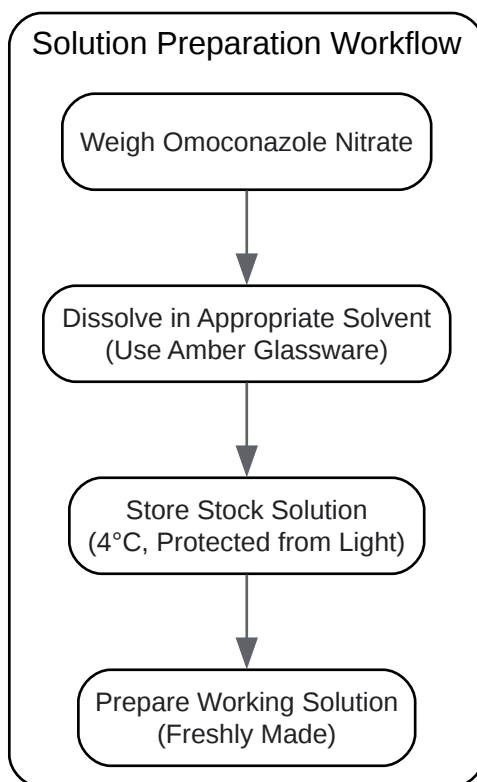 Solution Preparation Workflow
Weigh Omoconazole Nitrate
Dissolve in Appropriate Solvent
(Use Amber Glassware)
Store Stock Solution
(4°C, Protected from Light)
Prepare Working Solution
(Freshly Made)